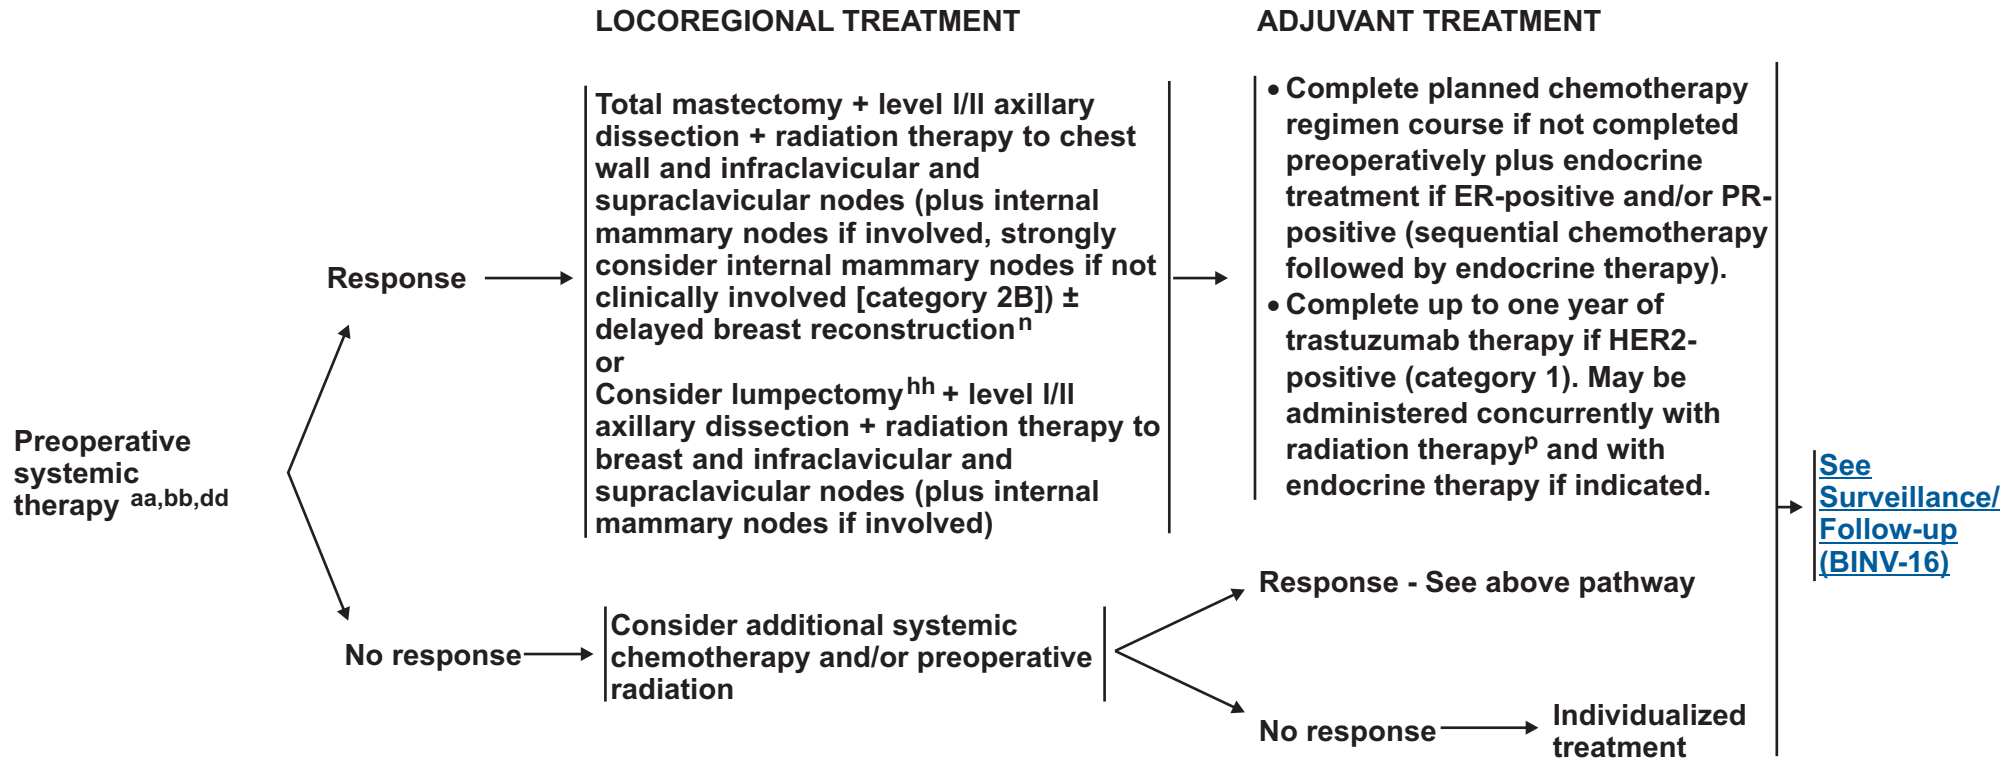 LOCOREGIONAL TREATMENT
ADJUVANT TREATMENT
Preoperative
systemic
therapy aa,bb,dd
Response
Total mastectomy + level I/II axillary
dissection + radiation therapy to chest
wall and infraclavicular and
supraclavicular nodes (plus internal
mammary nodes if involved, strongly
consider internal mammary nodes if not
clinically involved [category 2B]) ±
delayed breast reconstruction n
or
Consider lumpectomy hh + level I/II
axillary dissection + radiation therapy to
breast and infraclavicular and
supraclavicular nodes (plus internal
mammary nodes if involved)
• Complete planned chemotherapy
regimen course if not completed
preoperatively plus endocrine
treatment if ER-positive and/or PR-
positive (sequential chemotherapy
followed by endocrine therapy).
• Complete up to one year of
trastuzumab therapy if HER2-
positive (category 1). May be
administered concurrently with
radiation therapy p and with
endocrine therapy if indicated.
No response
Consider additional systemic
chemotherapy and/or preoperative
radiation
Response - See above pathway
No response
Individualized
treatment
See
Surveillance/
Follow-up
(BINV-16)